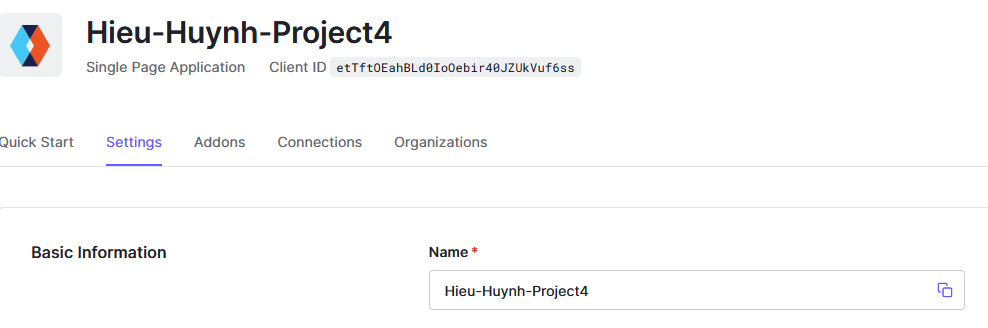 Hieu-Huynh-Project4
Single Page Application Client ID etTftOEahBLd0IoOebir40JZUkVuf6ss
Quick Start Settings Addons Connections Organizations
Basic Information Name *
Hieu-Huynh-Project4